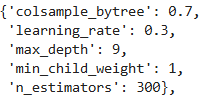 {'colsample_bytree': 0.7,
'learning_rate': 0.3,
'max_depth': 9,
'min_child_weight': 1,
'n_estimators': 300},